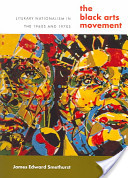 the
black arts
movement
LITERARY NATIONALISM IN
THE 1960S AND 1970S
James Edward Smethurst